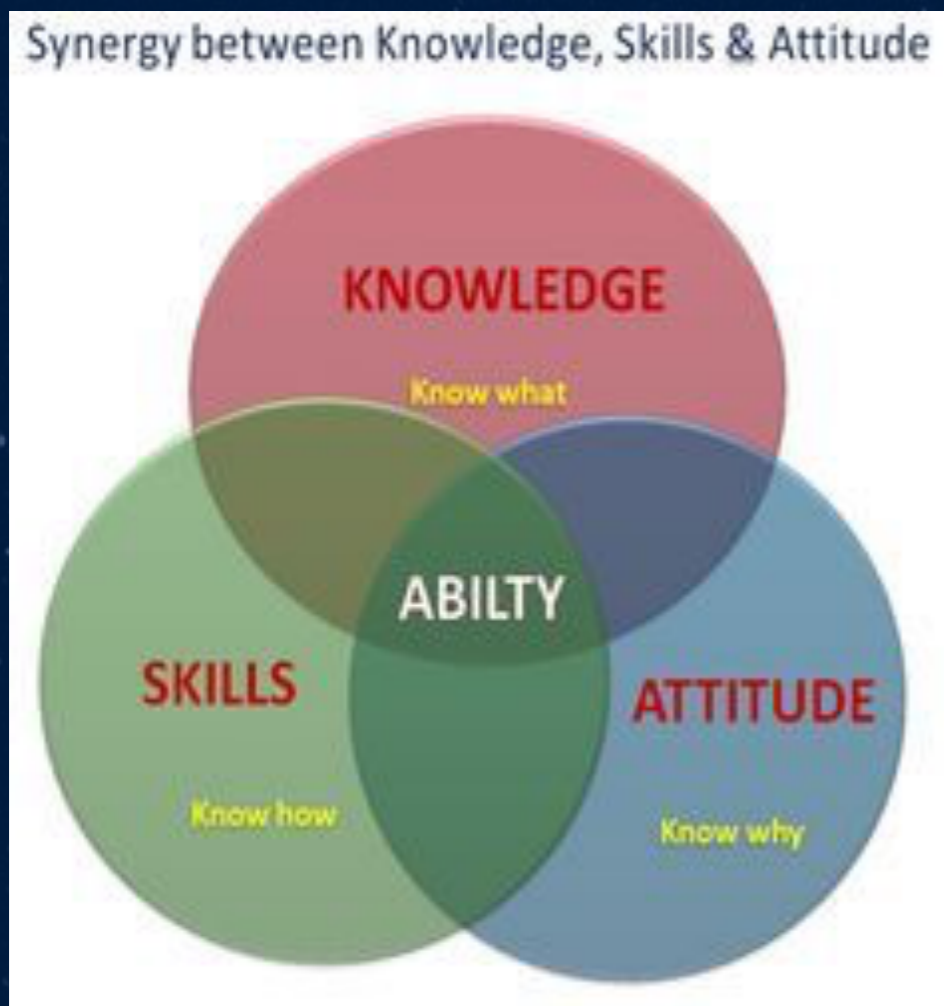 Synergy between Knowledge, Skills & Attitude
KNOWLEDGE
Know what
ABILTY
SKILLS
ATTITUDE
Know how
Know why